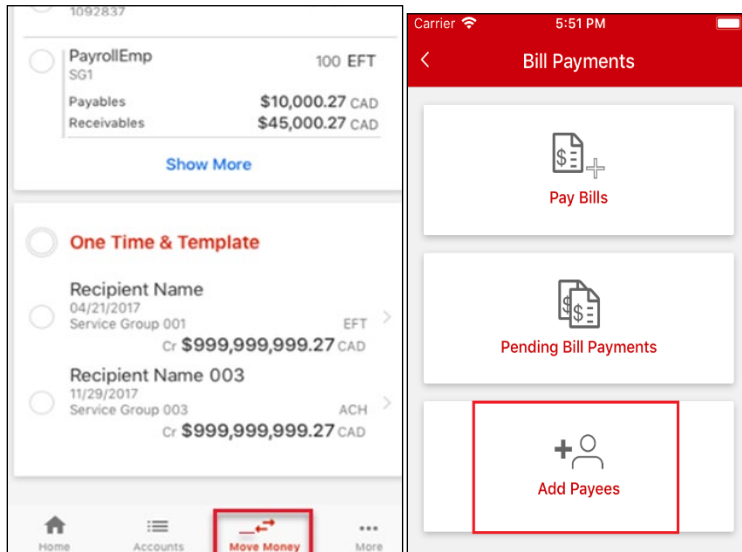 1092837
PayrollEmp 100 EFT
SG1
Payables $10,000.27 CAD
Receivables $45,000.27 CAD
Show More
One Time & Template
Recipient Name
04/21/2017
Service Group 001 EFT
Cr $999,999,999.27 CAD
Recipient Name 003
11/29/2017
Service Group 003 ACH
Cr $999,999,999.27 CAD
Home Accounts Move Money More
Carrier 5:51 PM
Bill Payments
Pay Bills
Pending Bill Payments
Add Payees